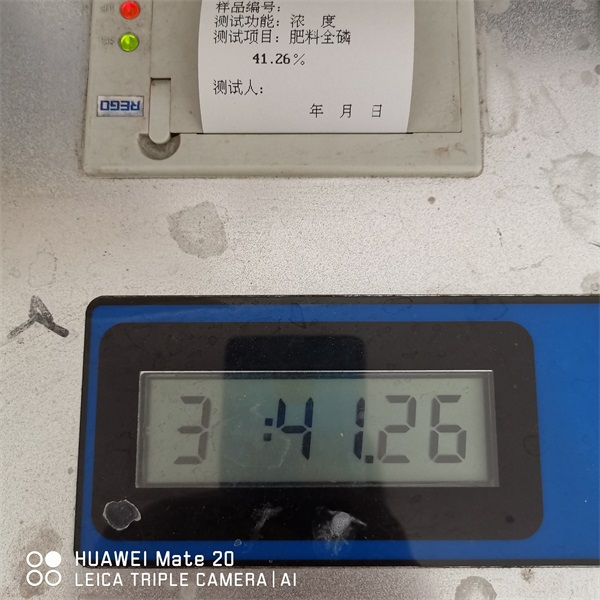 样品编号:
测试功能: 浓 度
测试项目: 肥料全磷
41.26%
测试人:
年 月 日
REGO
3 :41.26
HUAWEI Mate 20
LEICA TRIPLE CAMERA | AI